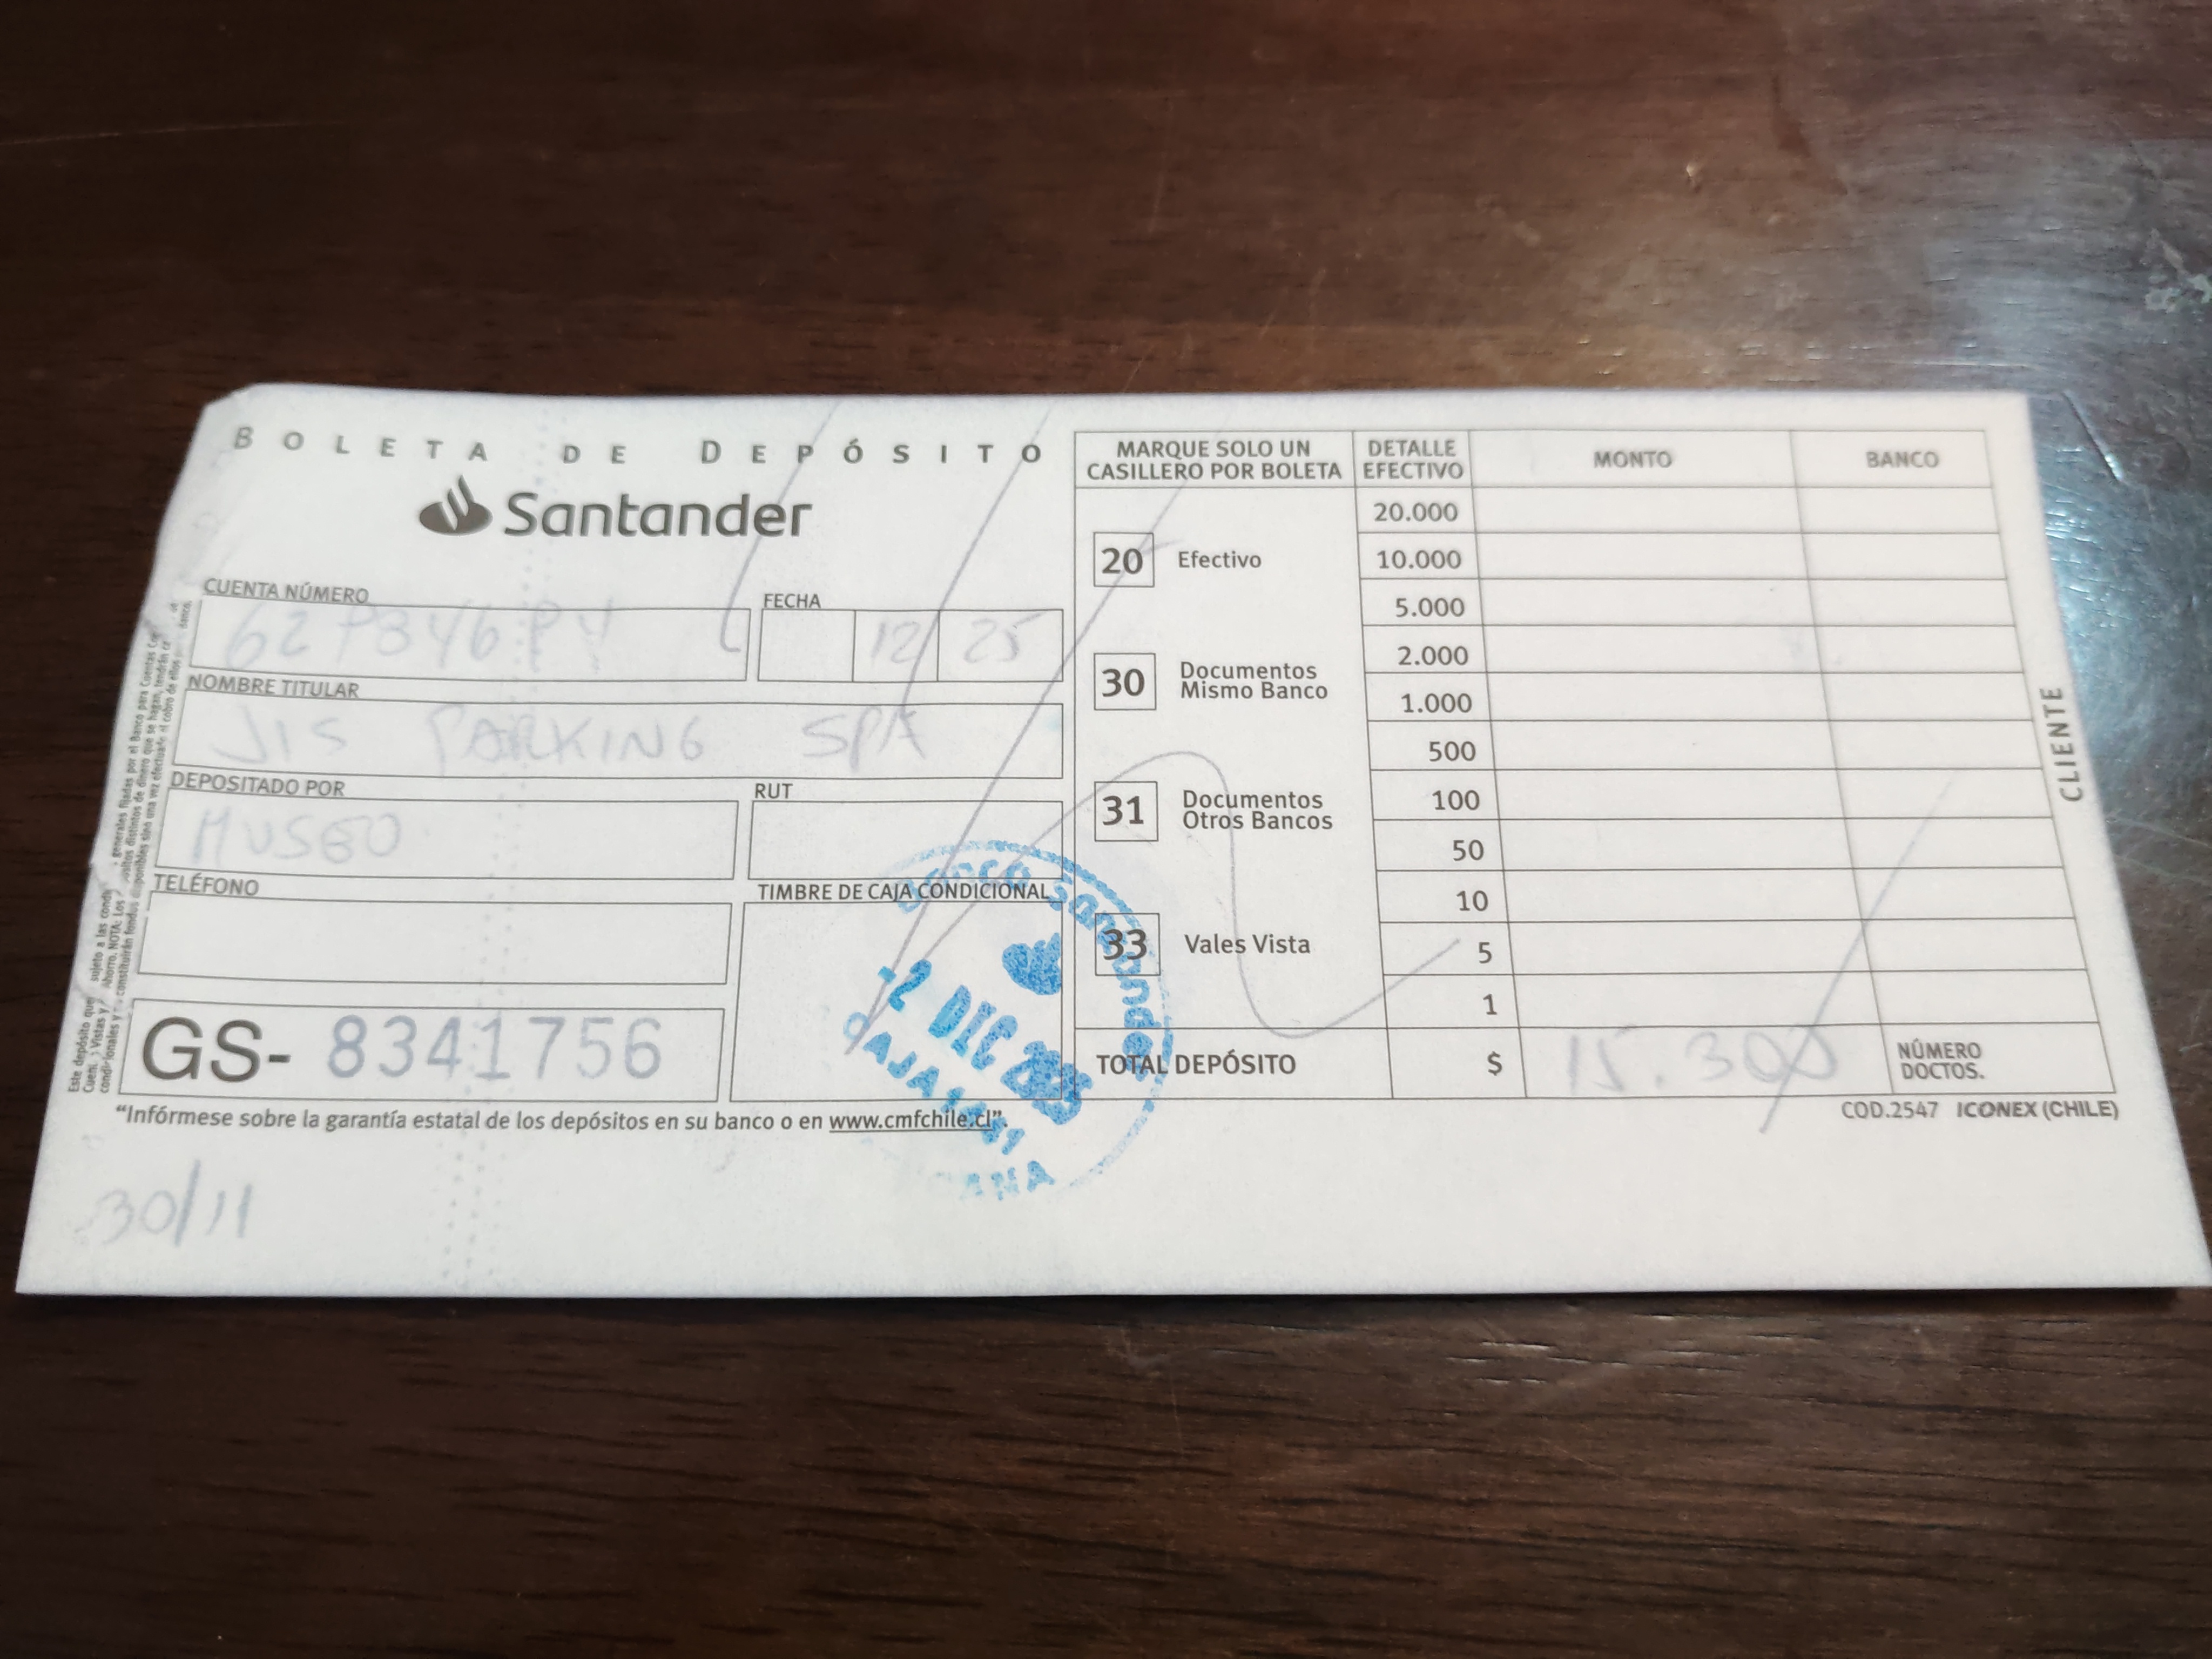 BOLETA DE DEPÓSITO
Santander
CUENTA NÚMERO
FECHA
12 25
NOMBRE TITULAR
JIS PARKING SPA
DEPOSITADO POR
MUSEO
RUT
TELÉFONO
TIMBRE DE CAJA CONDICIONAL
GS- 8341756
"Infórmese sobre la garantía estatal de los depósitos en su banco o en www.cmfchile.cl".
30/11
MARQUE SOLO UN
CASILLERO POR BOLETA
20 Efectivo
30 Documentos
Mismo Banco
31 Documentos
Otros Bancos
33 Vales Vista
DETALLE
EFECTIVO
MONTO
BANCO
20.000
10.000
5.000
2.000
1.000
500
100
50
10
5
1
TOTAL DEPÓSITO $ 15.300
NÚMERO
DOCTOS.
COD.2547 ICONEX (CHILE)
CLIENTE
Banco Santander
-2 DIC 2025
CAJA